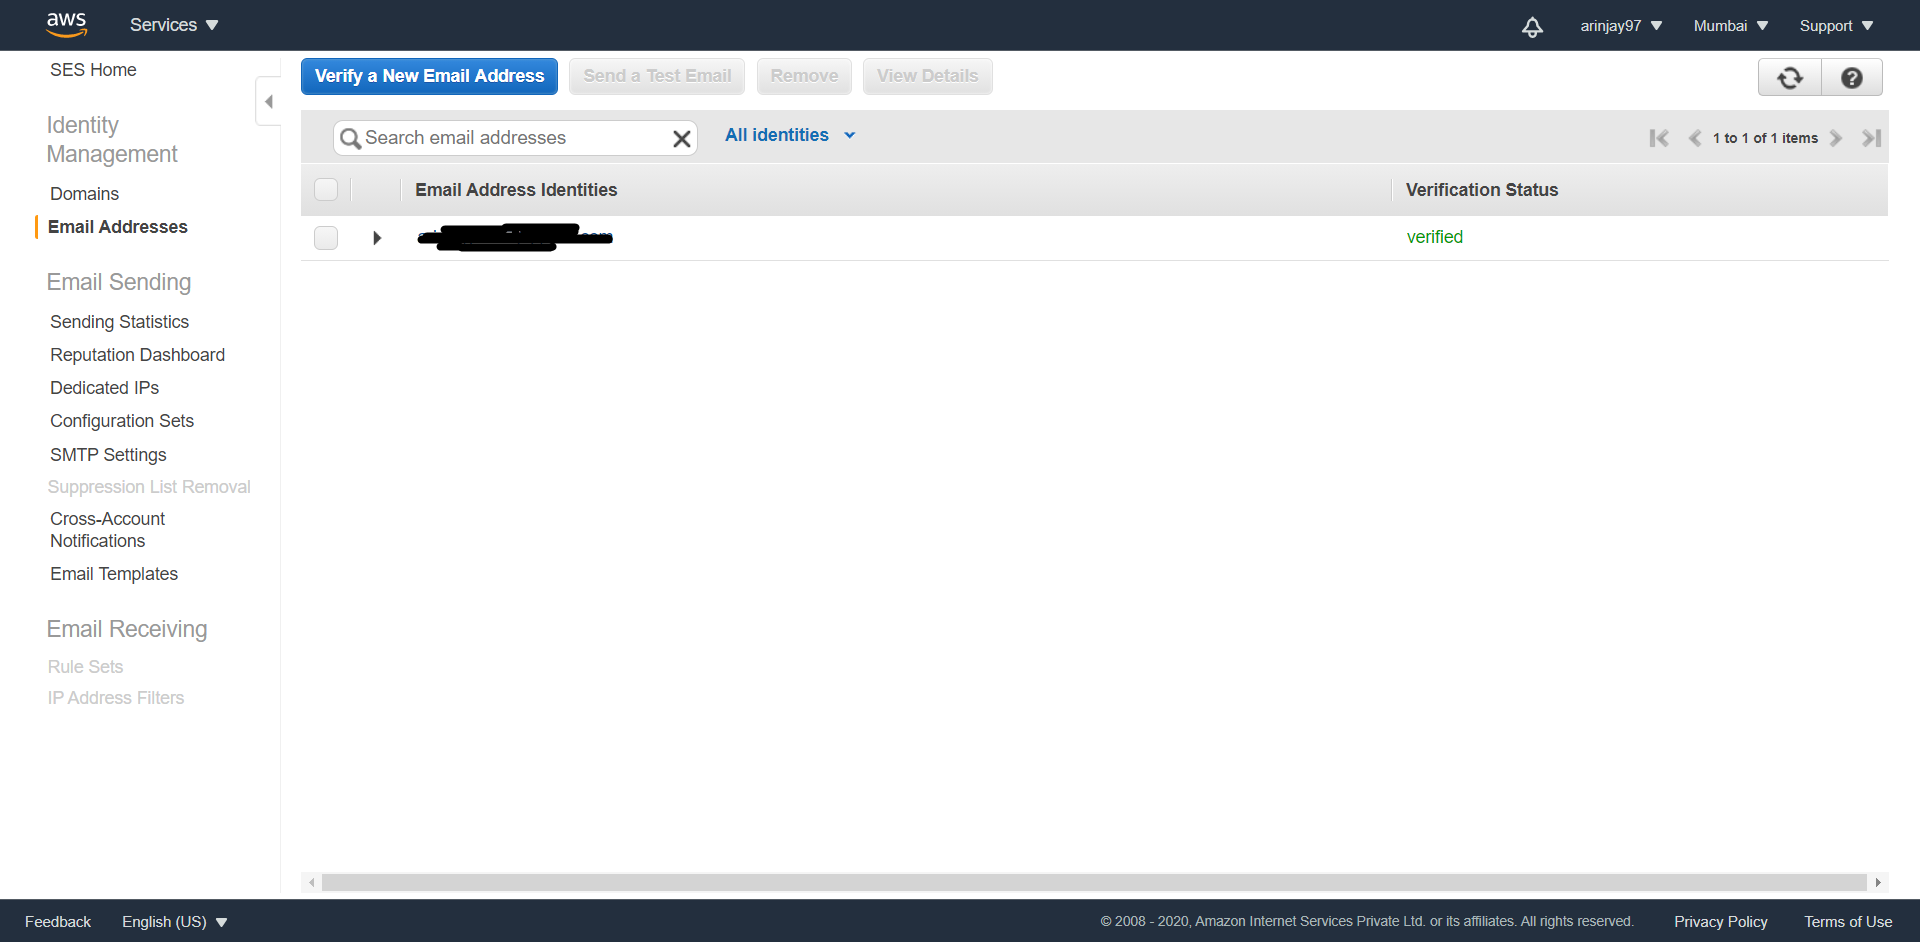 aws
Services
arinjay97
Mumbai
Support
SES Home
Identity
Management
Domains
Email Addresses
Email Sending
Sending Statistics
Reputation Dashboard
Dedicated IPs
Configuration Sets
SMTP Settings
Suppression List Removal
Cross-Account
Notifications
Email Templates
Email Receiving
Rule Sets
IP Address Filters
Verify a New Email Address
Send a Test Email
Remove
View Details
Search email addresses
All identities
1 to 1 of 1 items
Email Address Identities
Verification Status
verified
Feedback
English (US)
© 2008 - 2020, Amazon Internet Services Private Ltd. or its affiliates. All rights reserved.
Privacy Policy
Terms of Use